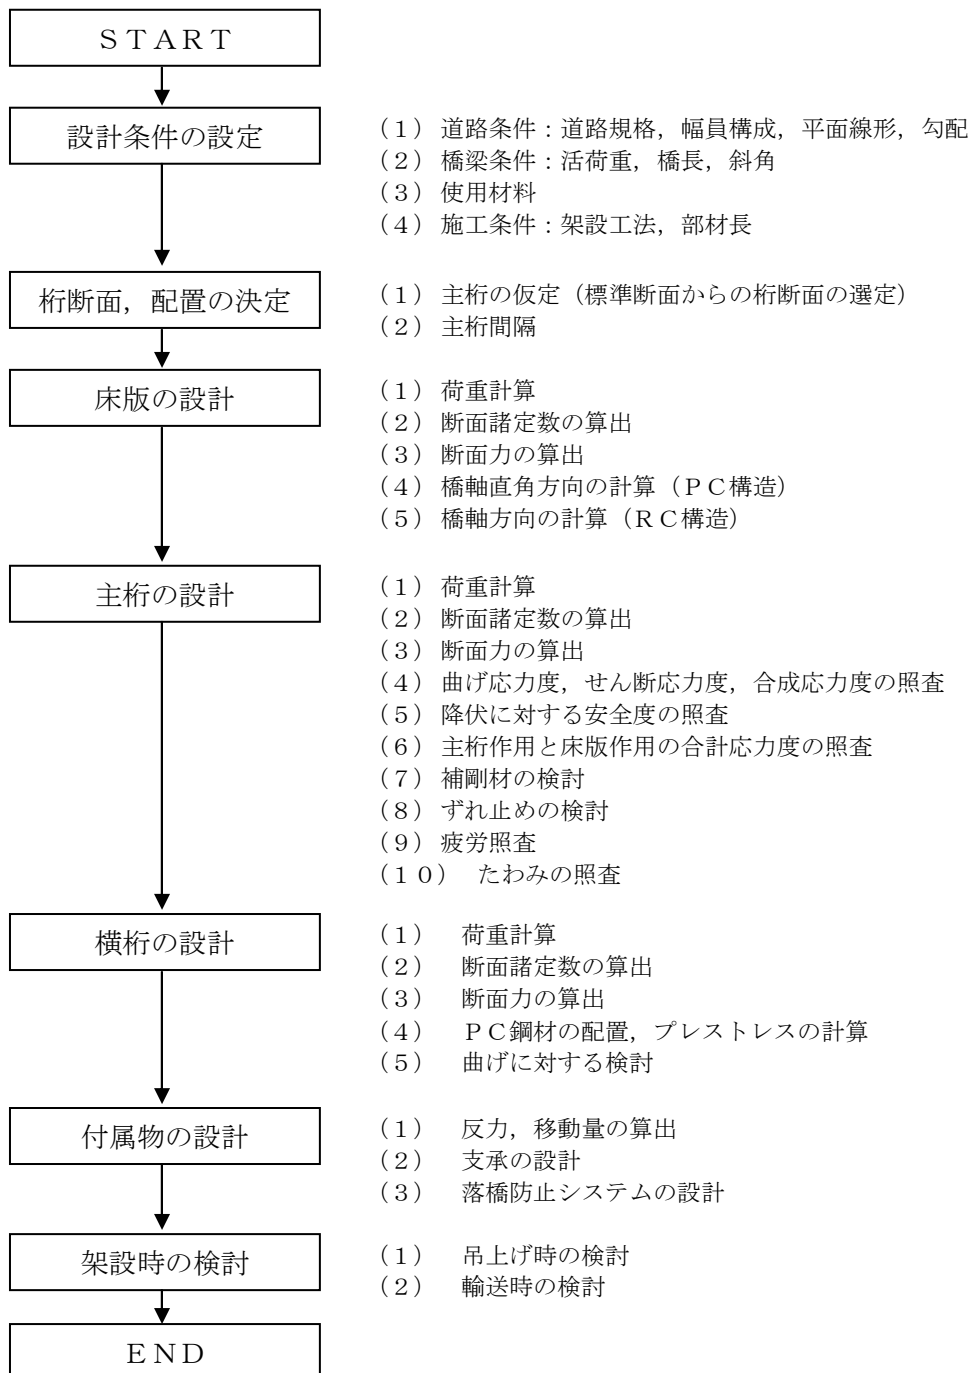 ＳＴＡＲＴ
設計条件の設定
（１）道路条件：道路規格，幅員構成，平面線形，勾配
（２）橋梁条件：活荷重，橋長，斜角
（３）使用材料
（４）施工条件：架設工法，部材長
桁断面，配置の決定
（１）主桁の仮定（標準断面からの桁断面の選定）
（２）主桁間隔
床版の設計
（１）荷重計算
（２）断面諸定数の算出
（３）断面力の算出
（４）橋軸直角方向の計算（ＰＣ構造）
（５）橋軸方向の計算（ＲＣ構造）
主桁の設計
（１）荷重計算
（２）断面諸定数の算出
（３）断面力の算出
（４）曲げ応力度，せん断応力度，合成応力度の照査
（５）降伏に対する安全度の照査
（６）主桁作用と床版作用の合計応力度の照査
（７）補剛材の検討
（８）ずれ止めの検討
（９）疲労照査
（１０）　たわみの照査
横桁の設計
（１）　荷重計算
（２）　断面諸定数の算出
（３）　断面力の算出
（４）　ＰＣ鋼材の配置，プレストレスの計算
（５）　曲げに対する検討
付属物の設計
（１）　反力，移動量の算出
（２）　支承の設計
（３）　落橋防止システムの設計
架設時の検討
（１）　吊上げ時の検討
（２）　輸送時の検討
ＥＮＤ